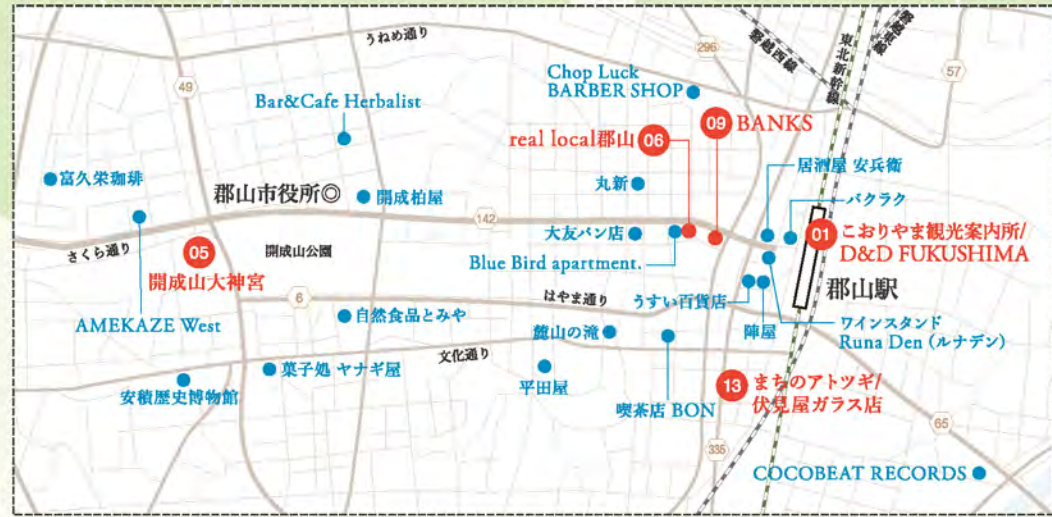 うねめ通り
296
磐越西線
東北新幹線
磐越東線
57
49
Chop Luck
BARBER SHOP
Bar&Cafe Herbalist
09 BANKS
real local郡山 06
居酒屋 安兵衛
富久栄珈琲
郡山市役所◎
開成柏屋
丸新
バクラク
142
さくら通り
05
開成山大神宮
開成山公園
大友パン店
Blue Bird apartment.
01 こおりやま観光案内所/
D&D FUKUSHIMA
郡山駅
6
はやま通り
うすい百貨店
陣屋
ワインスタンド
Runa Den (ルナデン)
AMEKAZE West
自然食品とみや
麓山の滝
文化通り
菓子処 ヤナギ屋
安積歴史博物館
平田屋
喫茶店 BON
13 まちのアトツギ/
伏見屋ガラス店
65
335
COCOBEAT RECORDS